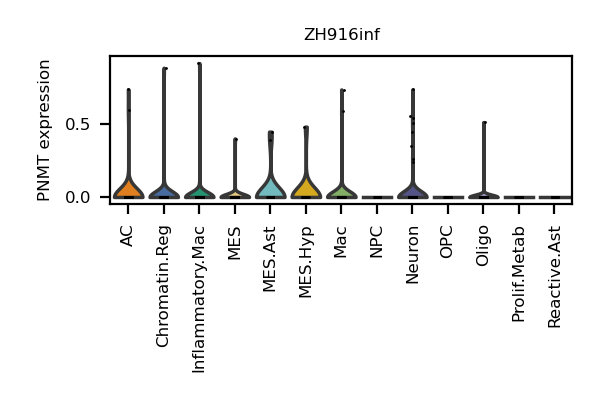 ZH916inf
PNMT expression
0.5
0.0
AC
Chromatin.Reg
Inflammatory.Mac
MES
MES.Ast
MES.Hyp
Mac
NPC
Neuron
OPC
Oligo
Prolif.Metab
Reactive.Ast